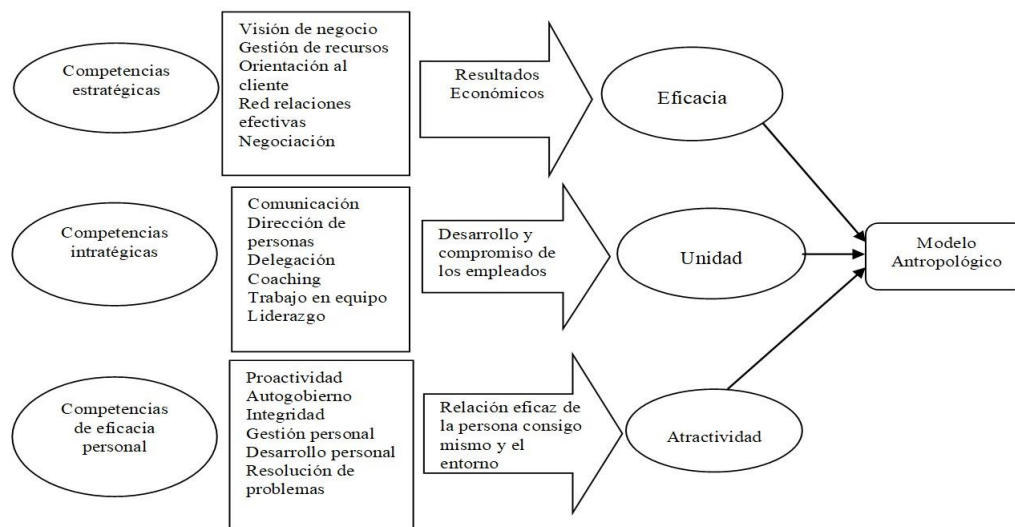 Competencias
estratégicas
Visión de negocio
Gestión de recursos
Orientación al
cliente
Red relaciones
efectivas
Negociación
Resultados
Económicos
Eficacia
Competencias
intratégicas
Comunicación
Dirección de
personas
Delegación
Coaching
Trabajo en equipo
Liderazgo
Desarrollo y
compromiso de
los empleados
Unidad
Modelo
Antropológico
Competencias
de eficacia
personal
Proactividad
Autogobierno
Integridad
Gestión personal
Desarrollo personal
Resolución de
problemas
Relación eficaz de
la persona consigo
mismo y el
entorno
Atractividad